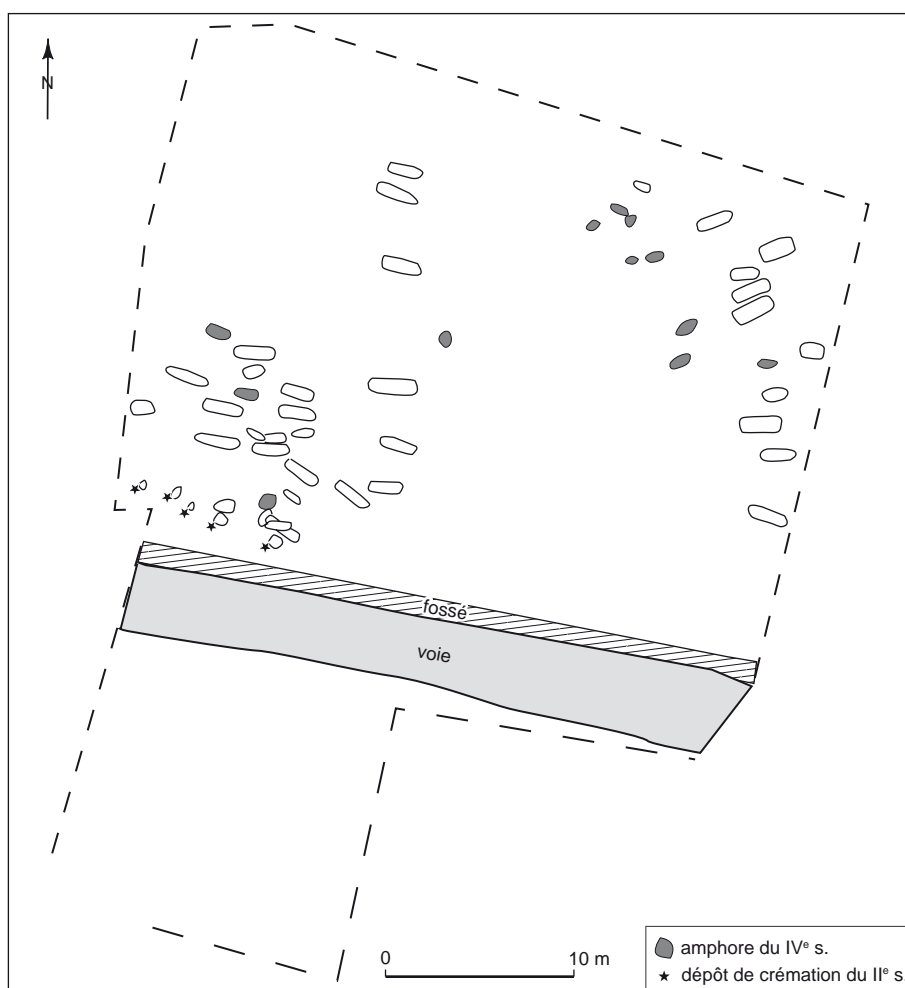 N
fossé
voie
0 10 m
amphore du IVᵉ s.
dépôt de crémation du IIᵉ s.